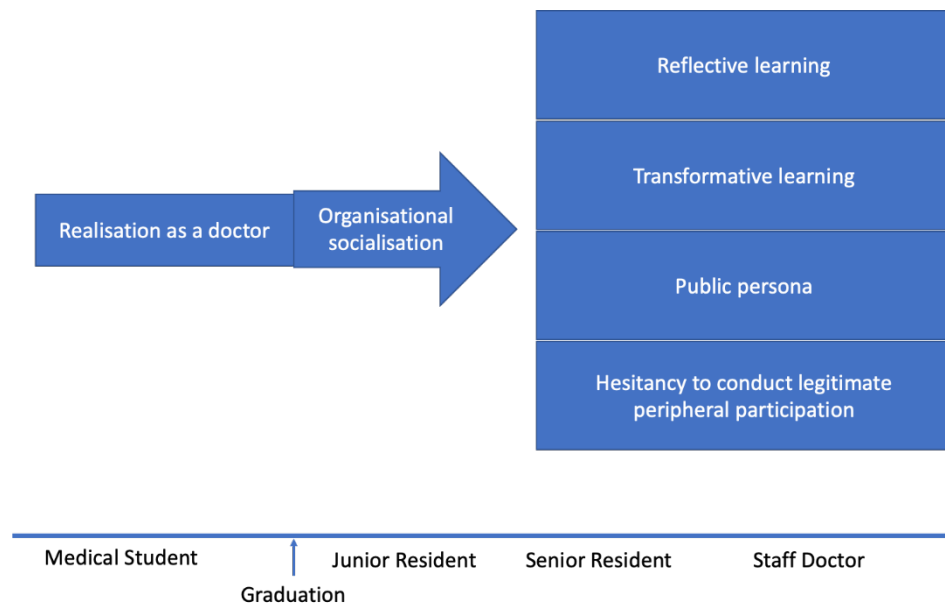 Reflective learning
Transformative learning
Realisation as a doctor
Organisational
socialisation
Public persona
Hesitancy to conduct legitimate
peripheral participation
Medical Student
Junior Resident
Senior Resident
Staff Doctor
Graduation